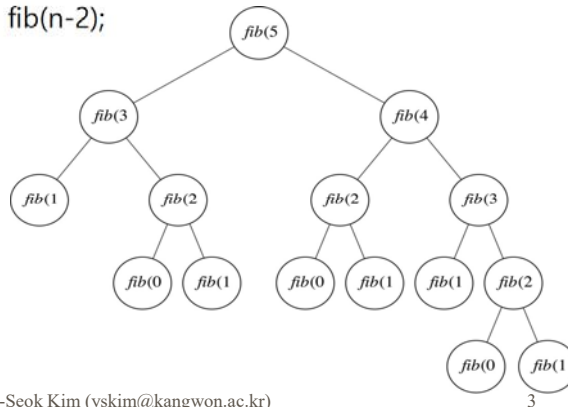 fib(n-2);
fib(5
fib(3 fib(4
fib(1 fib(2 fib(2 fib(3
fib(0 fib(1 fib(0 fib(1 fib(1 fib(2
fib(0 fib(1
-Seok Kim (yskim@kangwon.ac.kr) 3